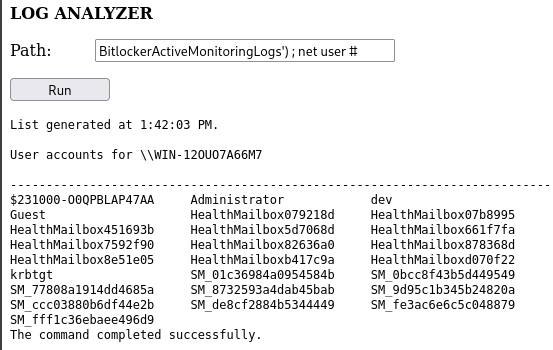 LOG ANALYZER
Path: BitlockerActiveMonitoringLogs') ; net user #
Run
List generated at 1:42:03 PM.
User accounts for \\WIN-12OUO7A66M7
-------------------------------------------------------------------------------
$231000-O0QPBLAP47AA Administrator dev
Guest HealthMailbox079218d HealthMailbox07b8995
HealthMailbox451693b HealthMailbox5d7068d HealthMailbox661f7fa
HealthMailbox7592f90 HealthMailbox82636a0 HealthMailbox878368d
HealthMailbox8e51e05 HealthMailboxb417c9a HealthMailboxd070f22
krbtgt SM_01c36984a0954584b SM_0bcc8f43b5d449549
SM_77808a1914dd4685a SM_8732593a4dab45bab SM_9d95c1b345b24820a
SM_ccc03880b6df44e2b SM_de8cf2884b5344449 SM_fe3ac6e6c5c048879
SM_fff1c36ebaee496d9
The command completed successfully.